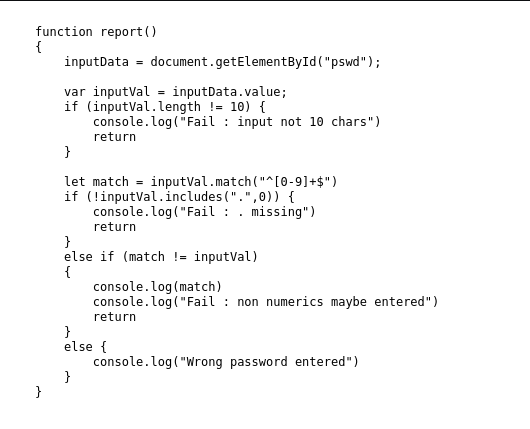 function report()
{
    inputData = document.getElementById("pswd");

    var inputVal = inputData.value;
    if (inputVal.length != 10) {
        console.log("Fail : input not 10 chars")
        return
    }

    let match = inputVal.match("^[0-9]+$")
    if (!inputVal.includes(".",0)) {
        console.log("Fail : . missing")
        return
    }
    else if (match != inputVal)
    {
        console.log(match)
        console.log("Fail : non numerics maybe entered")
        return
    }
    else {
        console.log("Wrong password entered")
    }
}